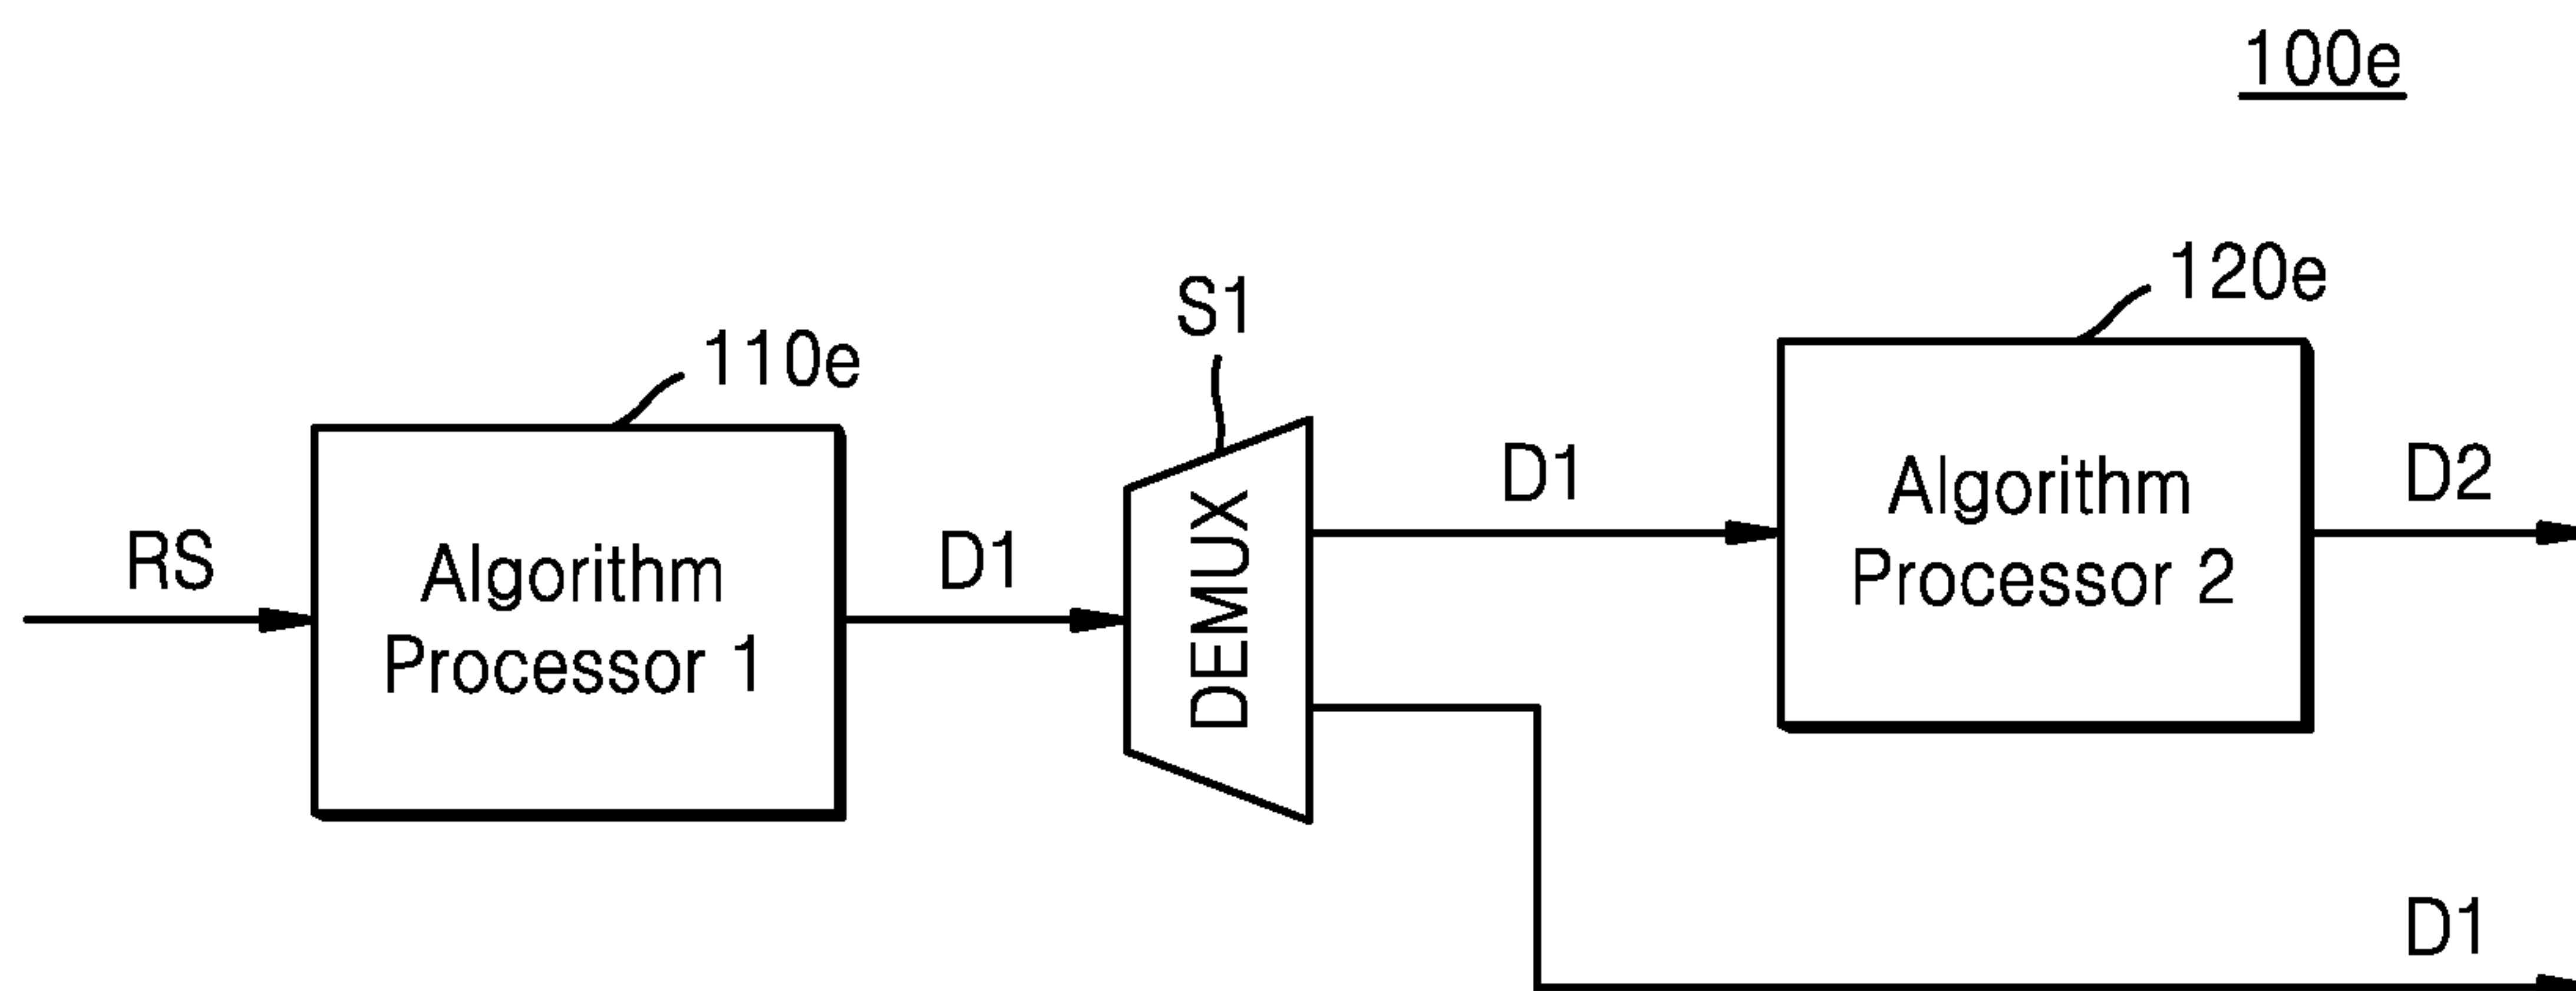 100e
110e
S1
120e
RS
Algorithm
Processor 1
D1
DEMUX
D1
Algorithm
Processor 2
D2
D1